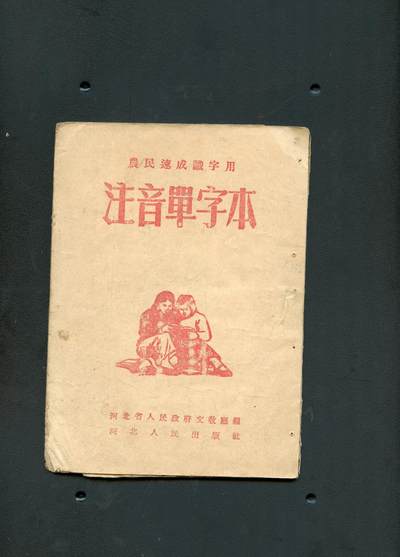 農民速成識字用
注音單字本
河北省人民政府文教廳編
河北人民出版社